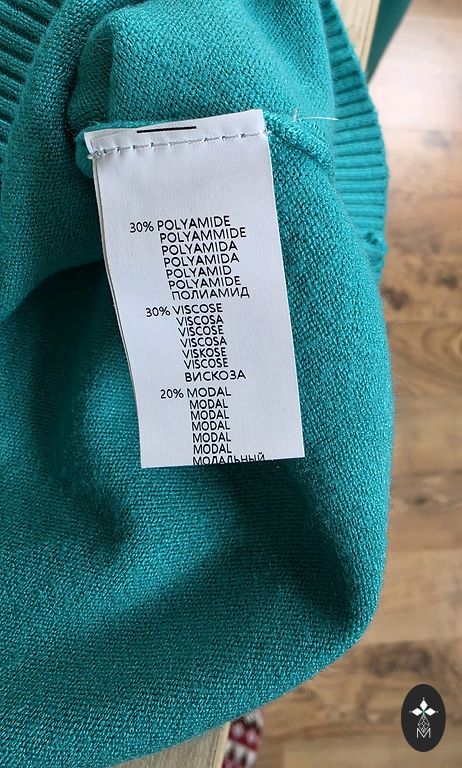 30% POLYAMIDE
POLYAMMIDE
POLYAMIDA
POLYAMIDA
POLYAMID
POLYAMIDE
ПОЛИАМИД
30% VISCOSE
VISCOSA
VISCOSE
VISCOSA
VISKOSE
VISCOSE
ВИСКОЗА
20% MODAL
MODAL
MODAL
MODAL
MODAL
MODAL
МОДАЛЬНЫЙ